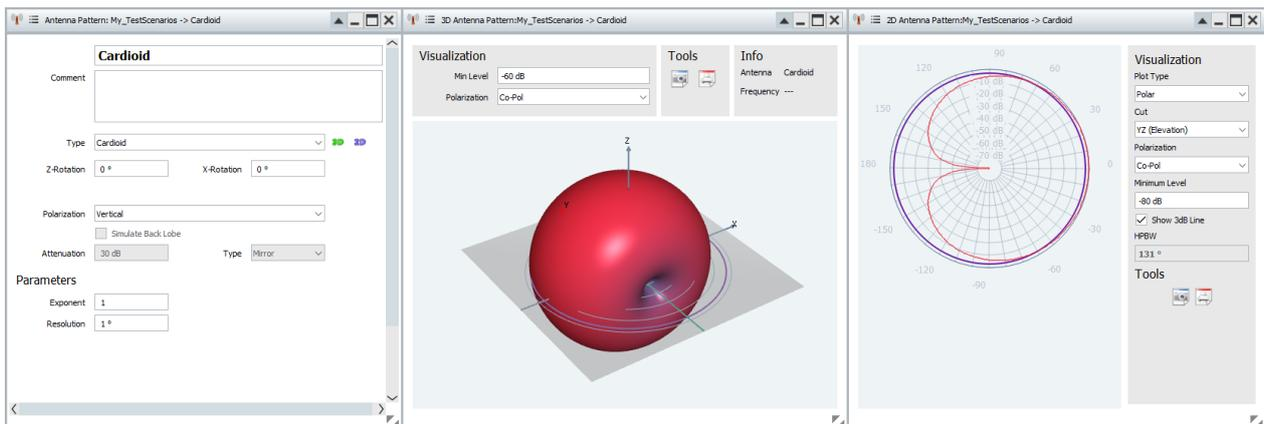 Antenna Pattern: My_TestScenarios -> Cardioid
Cardioid
Comment
Type Cardioid 3D 2D
Z-Rotation 0 ° X-Rotation 0 °
Polarization Vertical
Simulate Back Lobe
Attenuation 30 dB Type Mirror
Parameters
Exponent 1
Resolution 1 °
3D Antenna Pattern:My_TestScenarios -> Cardioid
Visualization
Min Level -60 dB
Polarization Co-Pol
Tools
Info
Antenna Cardioid
Frequency ---
Z
Y
X
2D Antenna Pattern:My_TestScenarios -> Cardioid
90
120 60
150 30
180 0
-150 -30
-120 -60
-90
-10 dB
-20 dB
-30 dB
-40 dB
-50 dB
-60 dB
-70 dB
Visualization
Plot Type
Polar
Cut
YZ (Elevation)
Polarization
Co-Pol
Minimum Level
-80 dB
Show 3dB Line
HPBW
131 °
Tools